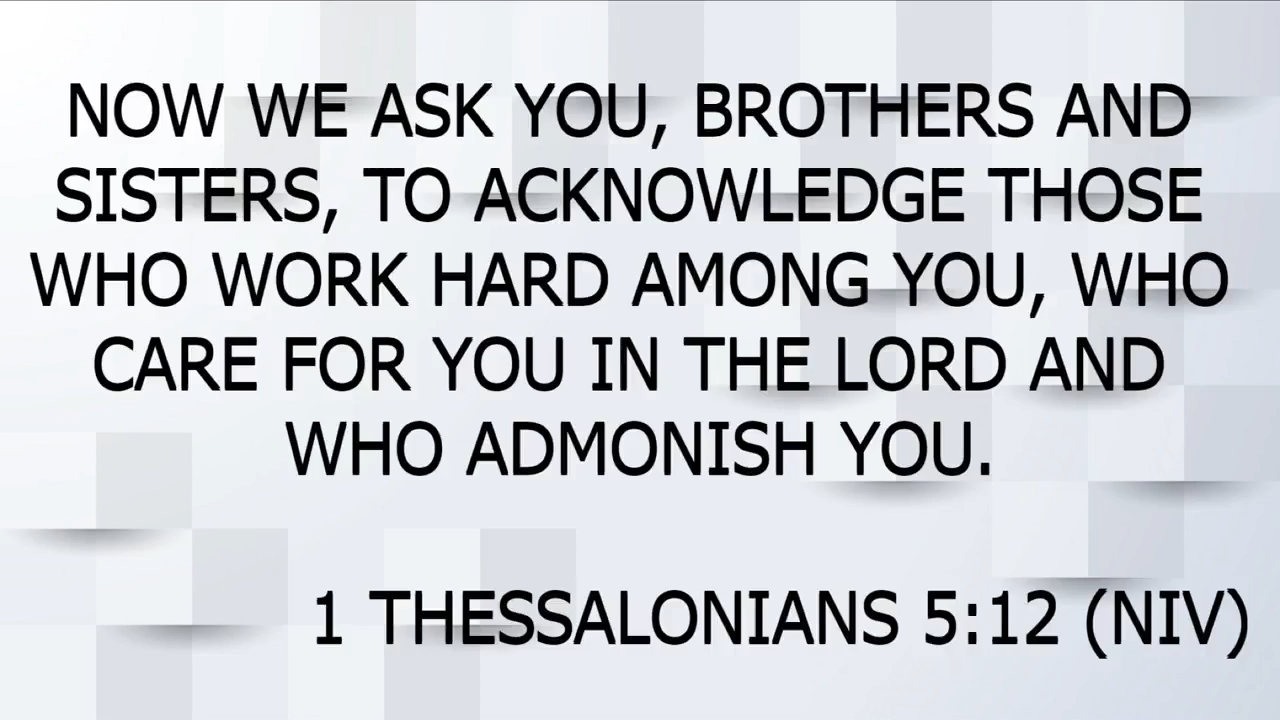 NOW WE ASK YOU, BROTHERS AND
SISTERS, TO ACKNOWLEDGE THOSE
WHO WORK HARD AMONG YOU, WHO
CARE FOR YOU IN THE LORD AND
WHO ADMONISH YOU.
1 THESSALONIANS 5:12 (NIV)